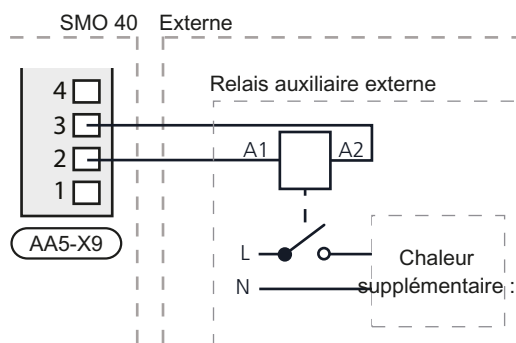 SMO 40 Externe
Relais auxiliaire externe
4
3
2
1
A1 A2
AA5-X9
L
N
Chaleur
supplémentaire :